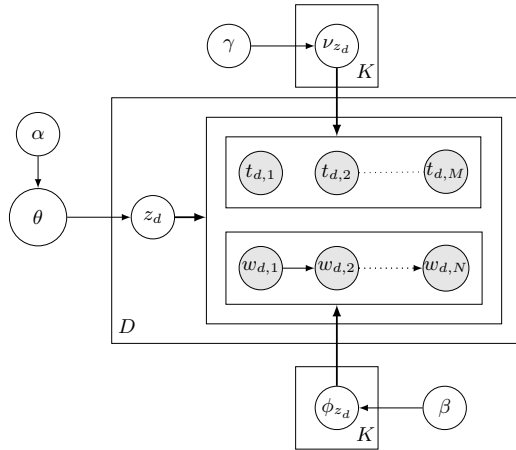 γ
ν_{z_d}
K
α
t_{d,1} t_{d,2} t_{d,M}
θ
z_d
w_{d,1} w_{d,2} w_{d,N}
D
ϕ_{z_d}
β
K